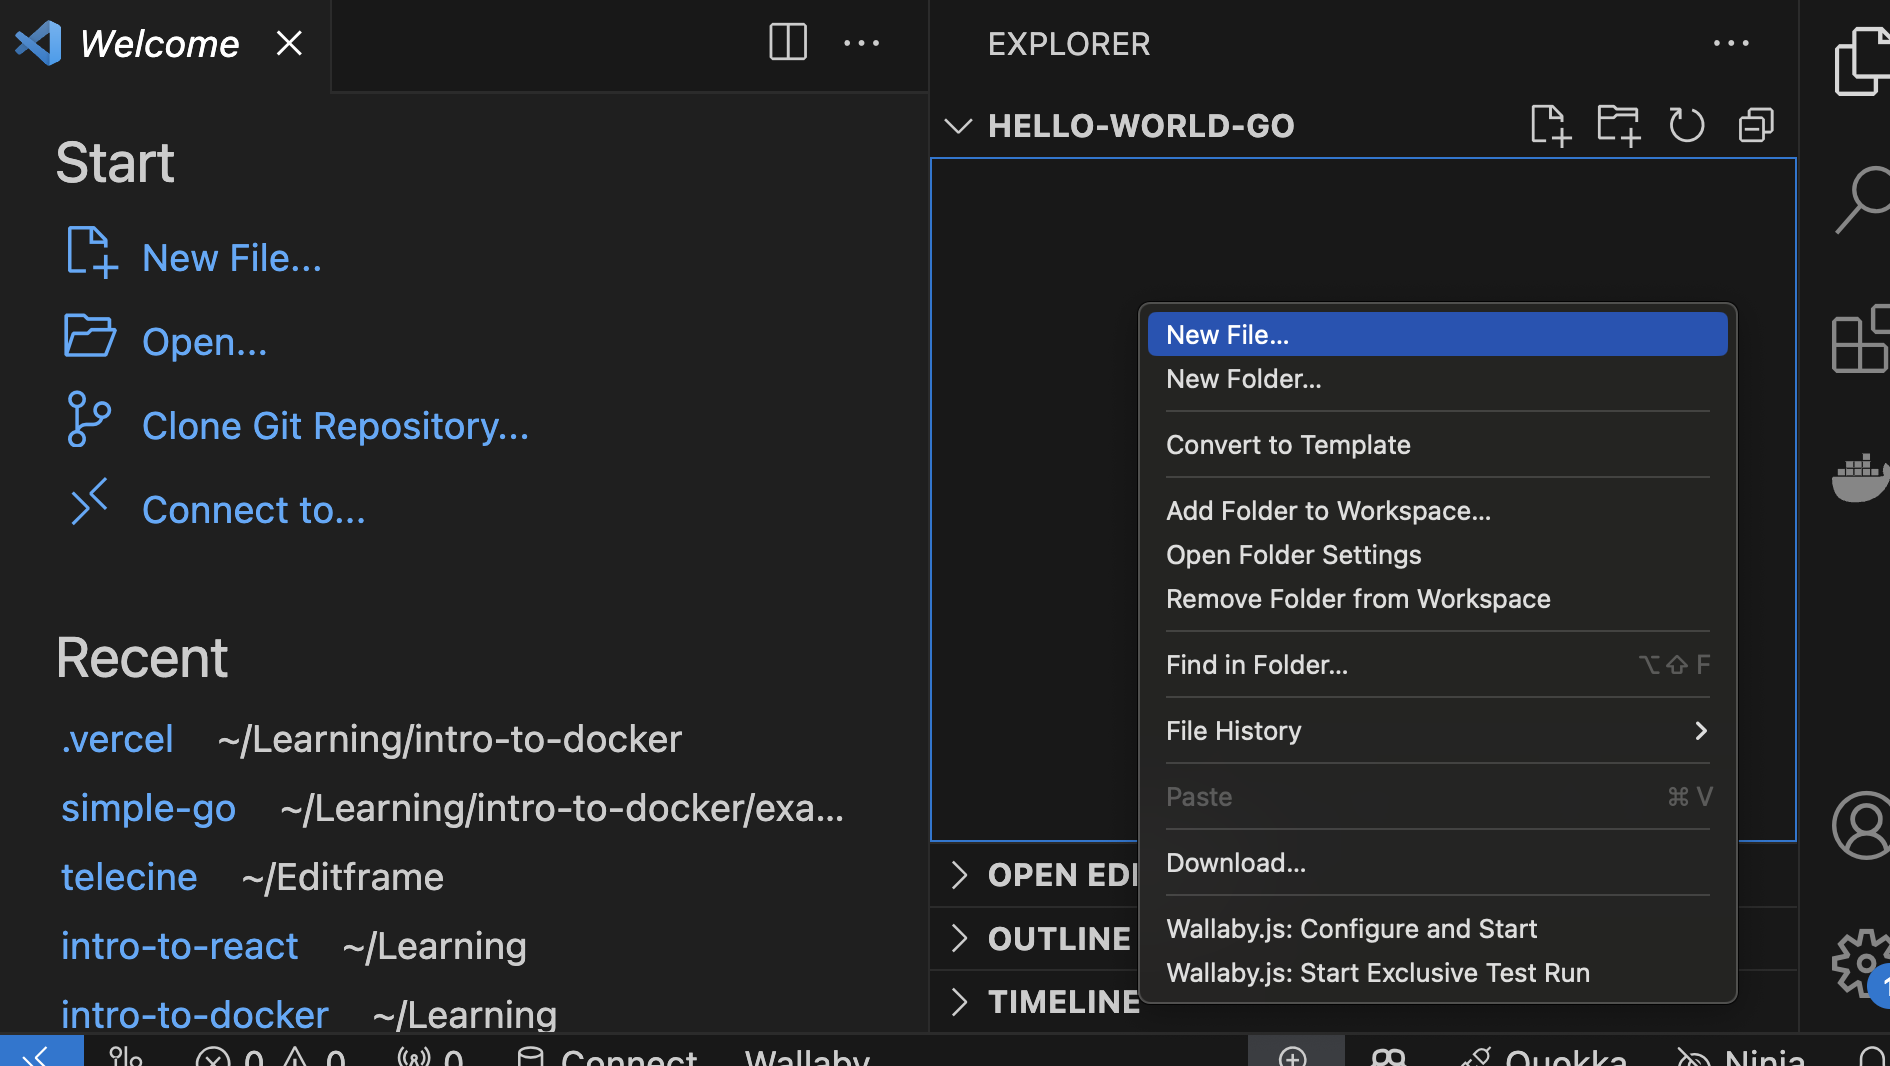 Welcome
Start
New File...
Open...
Clone Git Repository...
Connect to...
Recent
.vercel ~/Learning/intro-to-docker
simple-go ~/Learning/intro-to-docker/exa...
telecine ~/Editframe
intro-to-react ~/Learning
intro-to-docker ~/Learning
EXPLORER
HELLO-WORLD-GO
New File...
New Folder...
Convert to Template
Add Folder to Workspace...
Open Folder Settings
Remove Folder from Workspace
Find in Folder... ⌥⇧ F
File History
Paste ⌘ V
Download...
Wallaby.js: Configure and Start
Wallaby.js: Start Exclusive Test Run
OPEN EDI
OUTLINE
TIMELINE
0 0 0 Connect Wallaby Quokka Ninja